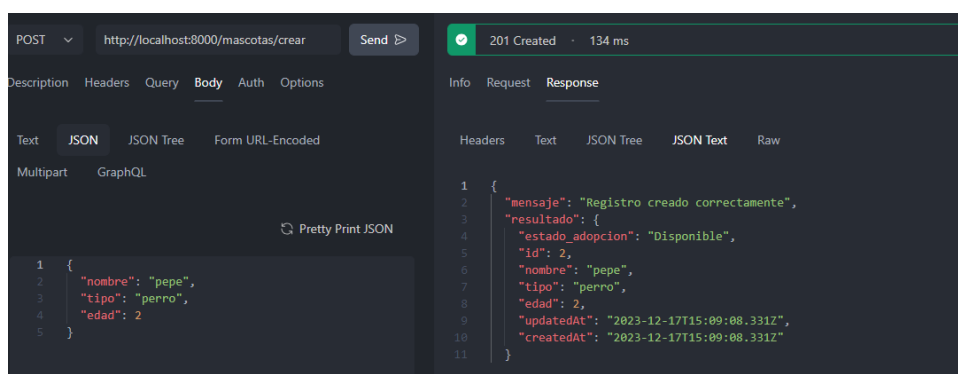 POST http://localhost:8000/mascotas/crear Send
Description Headers Query Body Auth Options
Text JSON JSON Tree Form URL-Encoded
Multipart GraphQL
Pretty Print JSON
1 {
2 "nombre": "pepe",
3 "tipo": "perro",
4 "edad": 2
5 }
201 Created · 134 ms
Info Request Response
Headers Text JSON Tree JSON Text Raw
1 {
2 "mensaje": "Registro creado correctamente",
3 "resultado": {
4 "estado_adopcion": "Disponible",
5 "id": 2,
6 "nombre": "pepe",
7 "tipo": "perro",
8 "edad": 2,
9 "updatedAt": "2023-12-17T15:09:08.331Z",
10 "createdAt": "2023-12-17T15:09:08.331Z"
11 }